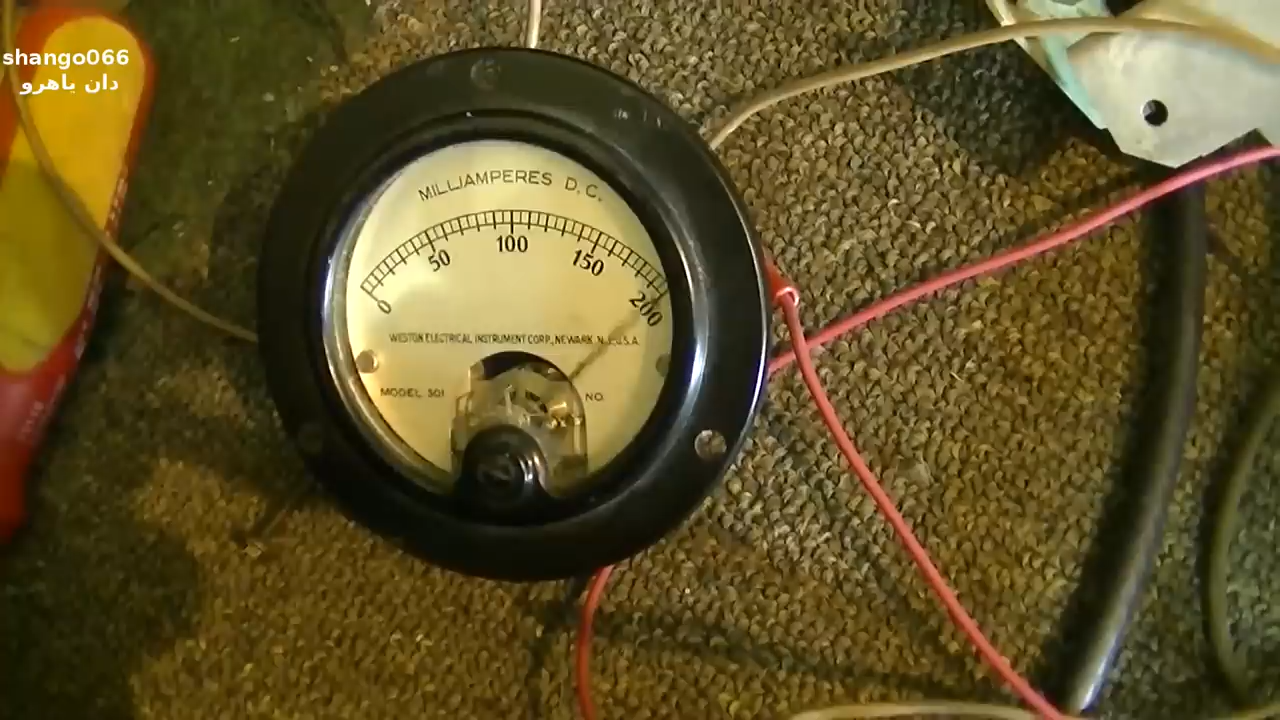 shango066
دان ياهرو
MILLIAMPERES D.C.
0 50 100 150 200
WESTON ELECTRICAL INSTRUMENT CORP., NEWARK, N.J., U.S.A.
MODEL 301 NO.